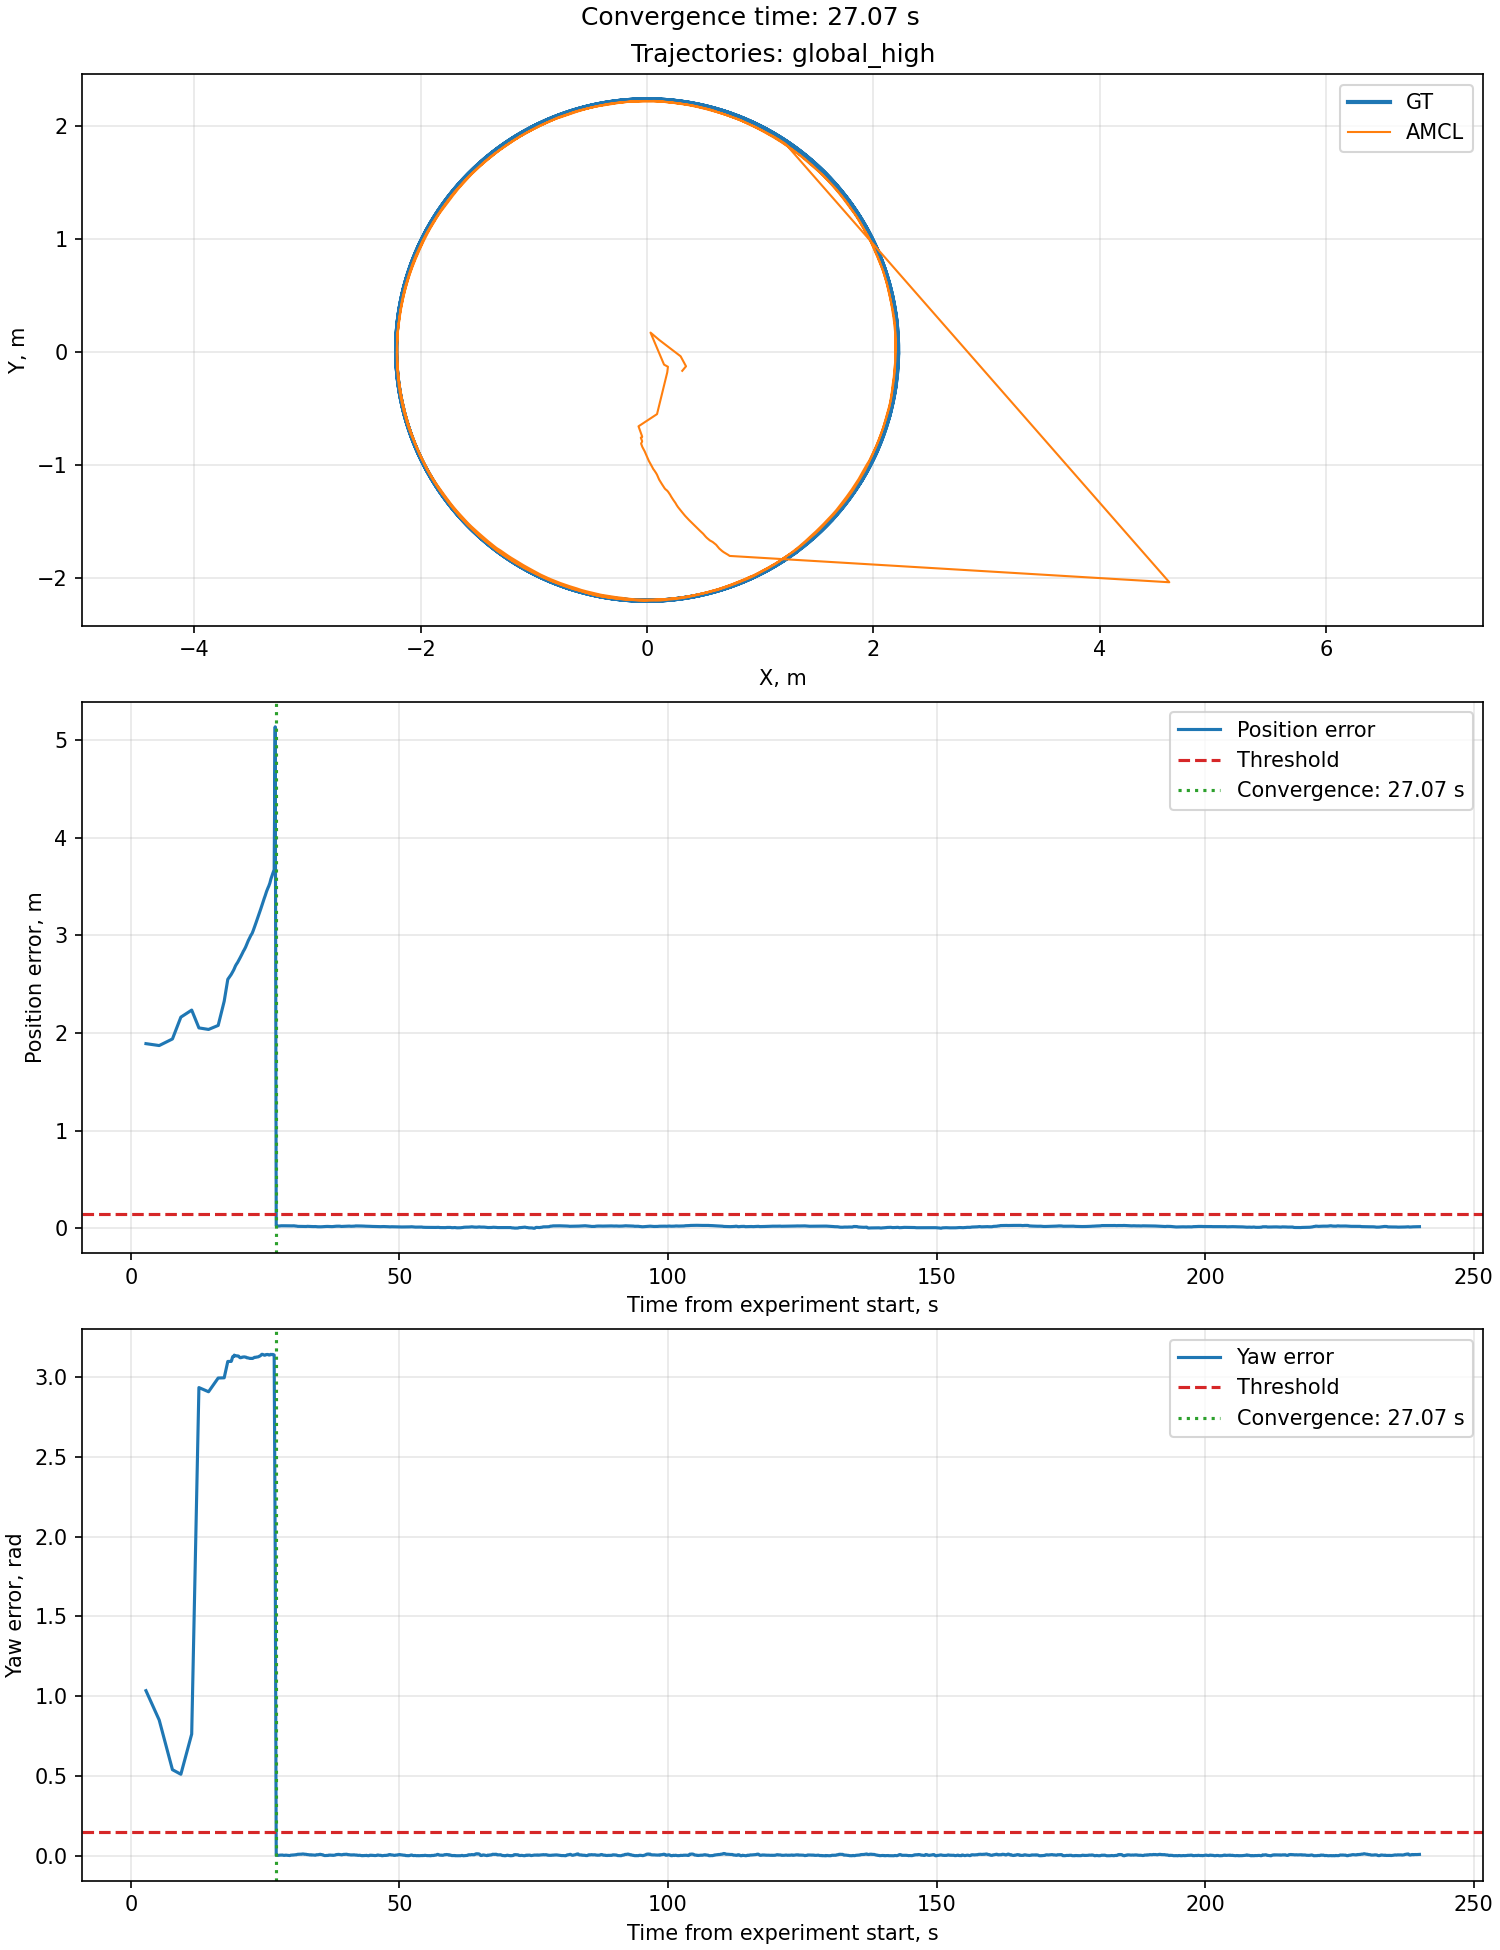 Convergence time: 27.07 s
Trajectories: global_high
GT
AMCL
2
1
0
−1
−2
Y, m
−4
−2
0
2
4
6
X, m
Position error
Threshold
Convergence: 27.07 s
5
4
3
2
1
0
Position error, m
0
50
100
150
200
250
Time from experiment start, s
Yaw error
Threshold
Convergence: 27.07 s
3.0
2.5
2.0
1.5
1.0
0.5
0.0
Yaw error, rad
0
50
100
150
200
250
Time from experiment start, s